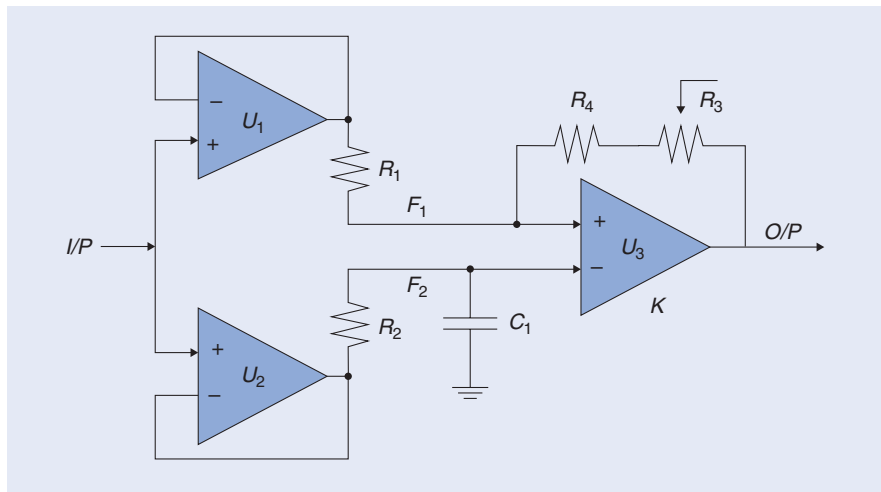 −
U1
+
R1
R4
R3
F1
+
U3
−
K
O/P
I/P
F2
R2
C1
+
U2
−